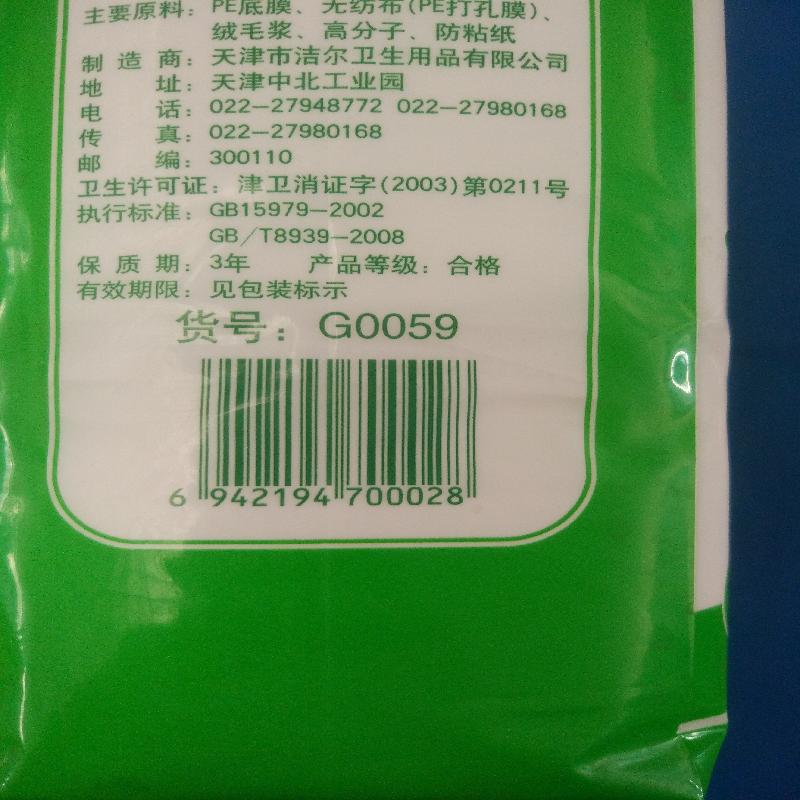 主要原料：PE底膜、无纺布(PE打孔膜)、
绒毛浆、高分子、防粘纸
制造商：天津市洁尔卫生用品有限公司
地址：天津中北工业园
电话：022-27948772 022-27980168
传真：022-27980168
邮编：300110
卫生许可证：津卫消证字(2003)第0211号
执行标准：GB15979-2002
GB/T8939-2008
保质期：3年 产品等级：合格
有效期限：见包装标示
货号：G0059
6 942194 700028